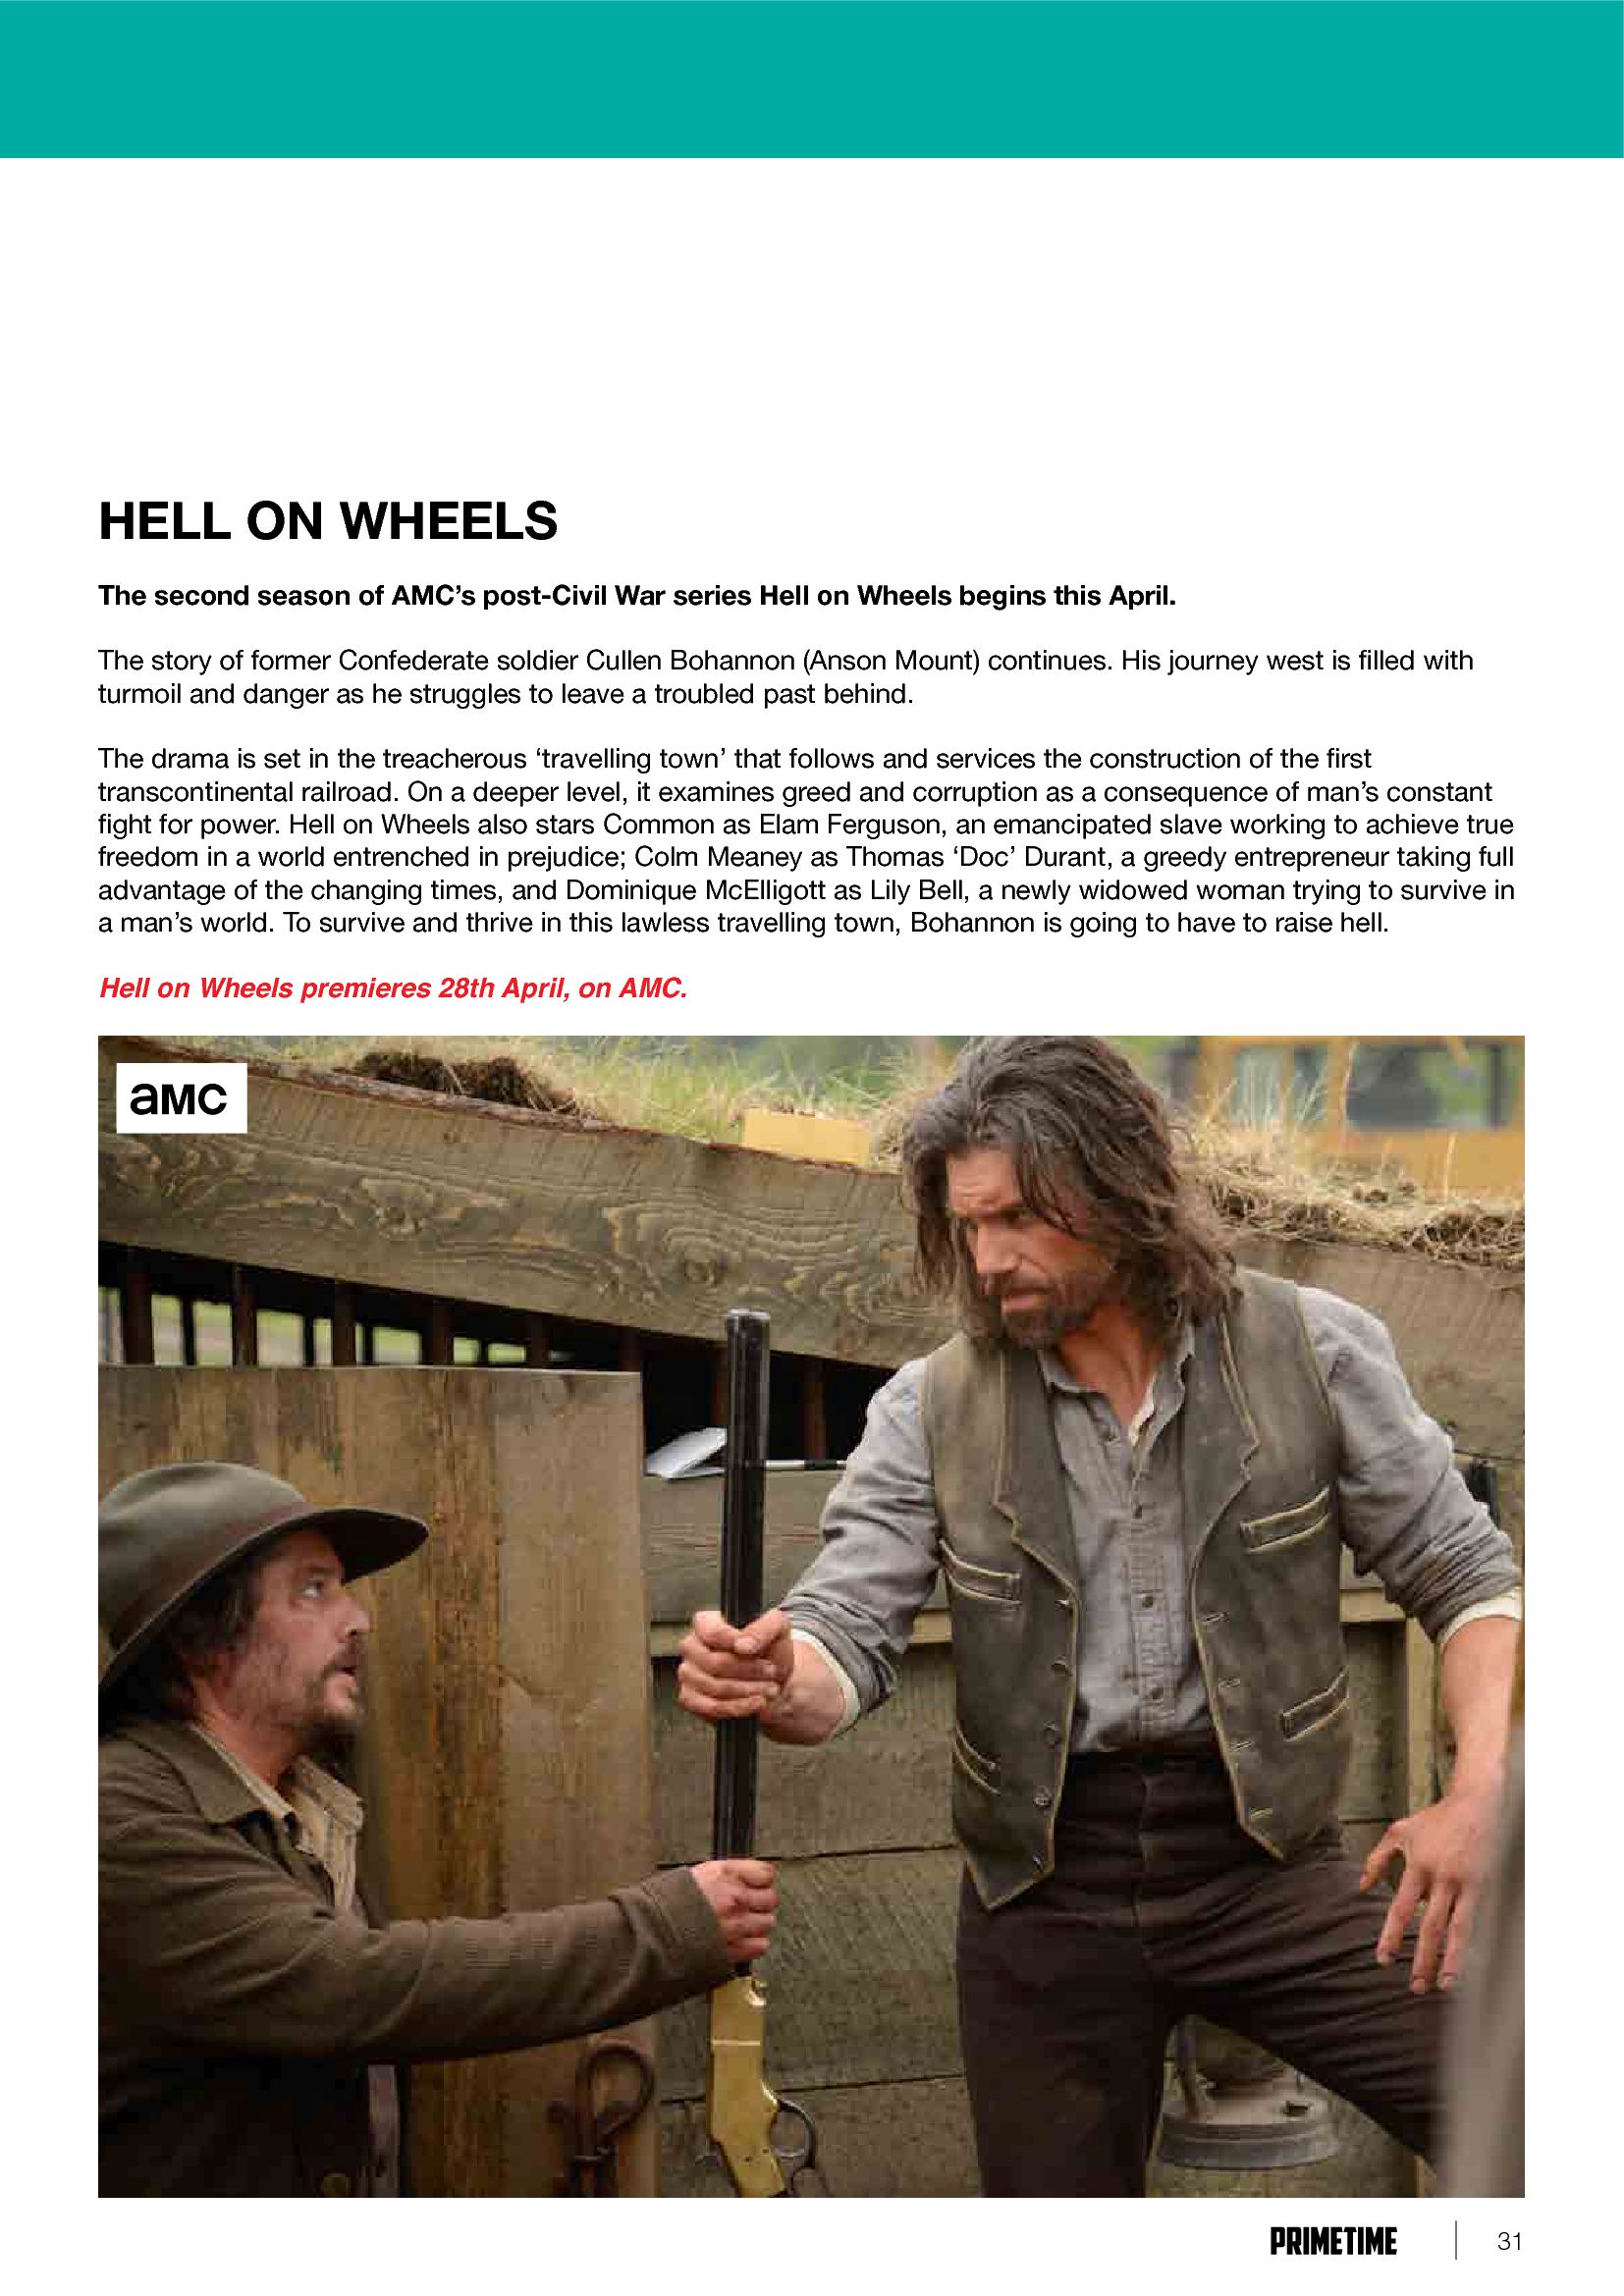 HELL ON WHEELS
The second season of AMC’s post-Civil War series Hell on Wheels begins this April.
The story of former Confederate soldier Cullen Bohannon (Anson Mount) continues. His journey west is filled with
turmoil and danger as he struggles to leave a troubled past behind.
The drama is set in the treacherous ‘travelling town’ that follows and services the construction of the first
transcontinental railroad. On a deeper level, it examines greed and corruption as a consequence of man’s constant
fight for power. Hell on Wheels also stars Common as Elam Ferguson, an emancipated slave working to achieve true
freedom in a world entrenched in prejudice; Colm Meaney as Thomas ‘Doc’ Durant, a greedy entrepreneur taking full
advantage of the changing times, and Dominique McElligott as Lily Bell, a newly widowed woman trying to survive in
a man’s world. To survive and thrive in this lawless travelling town, Bohannon is going to have to raise hell.
Hell on Wheels premieres 28th April, on AMC.
aMC
PRIMETIME
31